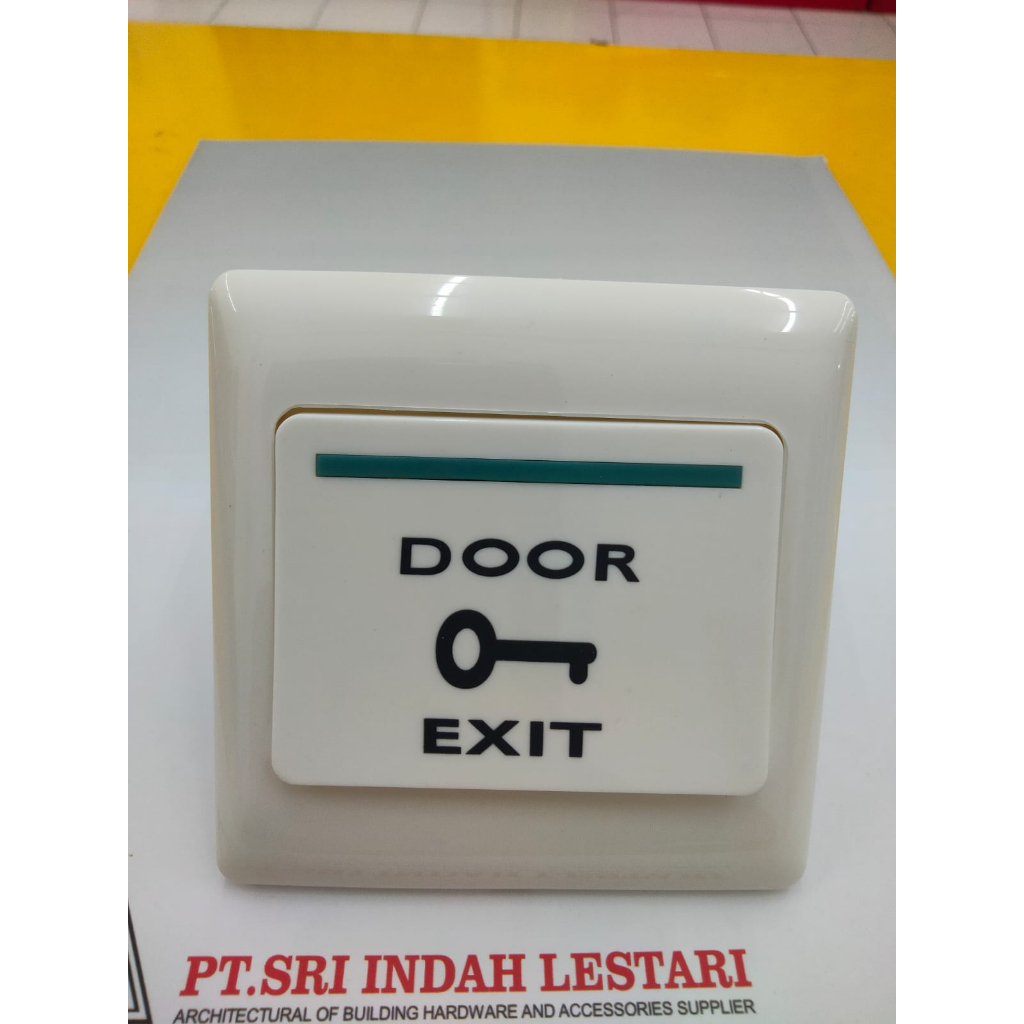 DOOR
EXIT
PT.SRI INDAH LESTARI
ARCHITECTURAL OF BUILDING HARDWARE AND ACCESSORIES SUPPLIER